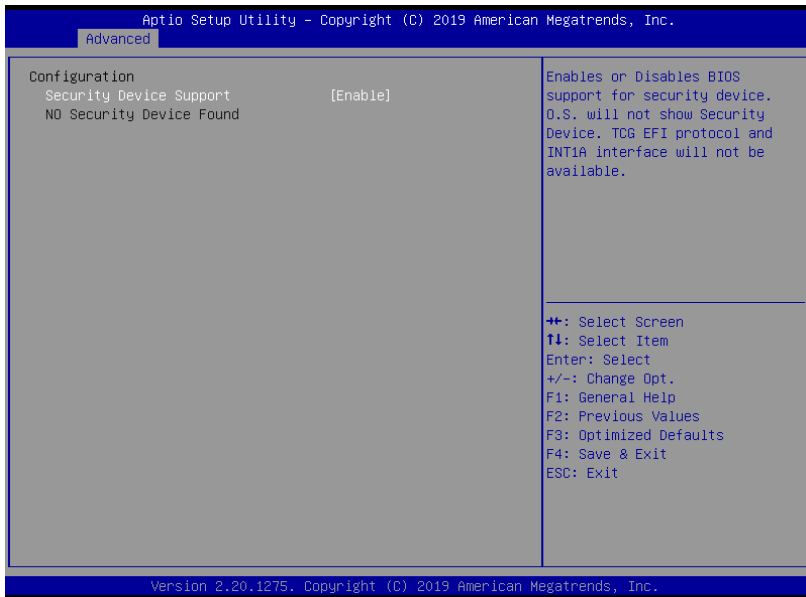 Aptio Setup Utility – Copyright (C) 2019 American Megatrends, Inc.
Advanced
Configuration
Security Device Support [Enable]
NO Security Device Found
Enables or Disables BIOS
support for security device.
O.S. will not show Security
Device. TCG EFI protocol and
INT1A interface will not be
available.
→←: Select Screen
↑↓: Select Item
Enter: Select
+/-: Change Opt.
F1: General Help
F2: Previous Values
F3: Optimized Defaults
F4: Save & Exit
ESC: Exit
Version 2.20.1275. Copyright (C) 2019 American Megatrends, Inc.